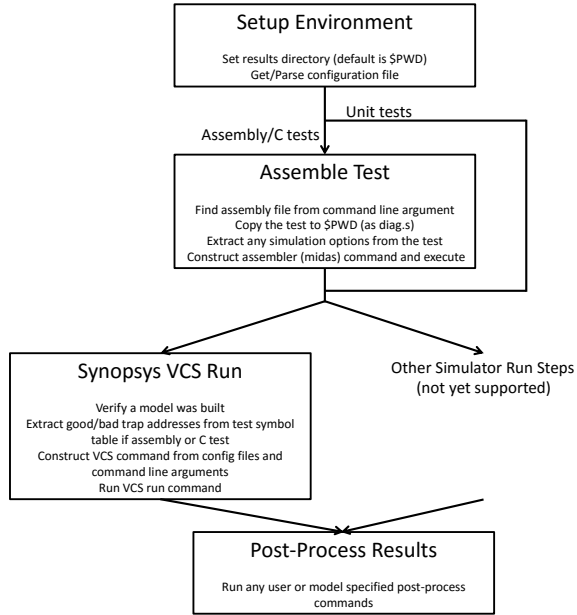 Setup Environment
Set results directory (default is $PWD)
Get/Parse configuration file
Unit tests
Assembly/C tests
Assemble Test
Find assembly file from command line argument
Copy the test to $PWD (as diag.s)
Extract any simulation options from the test
Construct assembler (midas) command and execute
Synopsys VCS Run
Verify a model was built
Extract good/bad trap addresses from test symbol
table if assembly or C test
Construct VCS command from config files and
command line arguments
Run VCS run command
Other Simulator Run Steps
(not yet supported)
Post-Process Results
Run any user or model specified post-process
commands